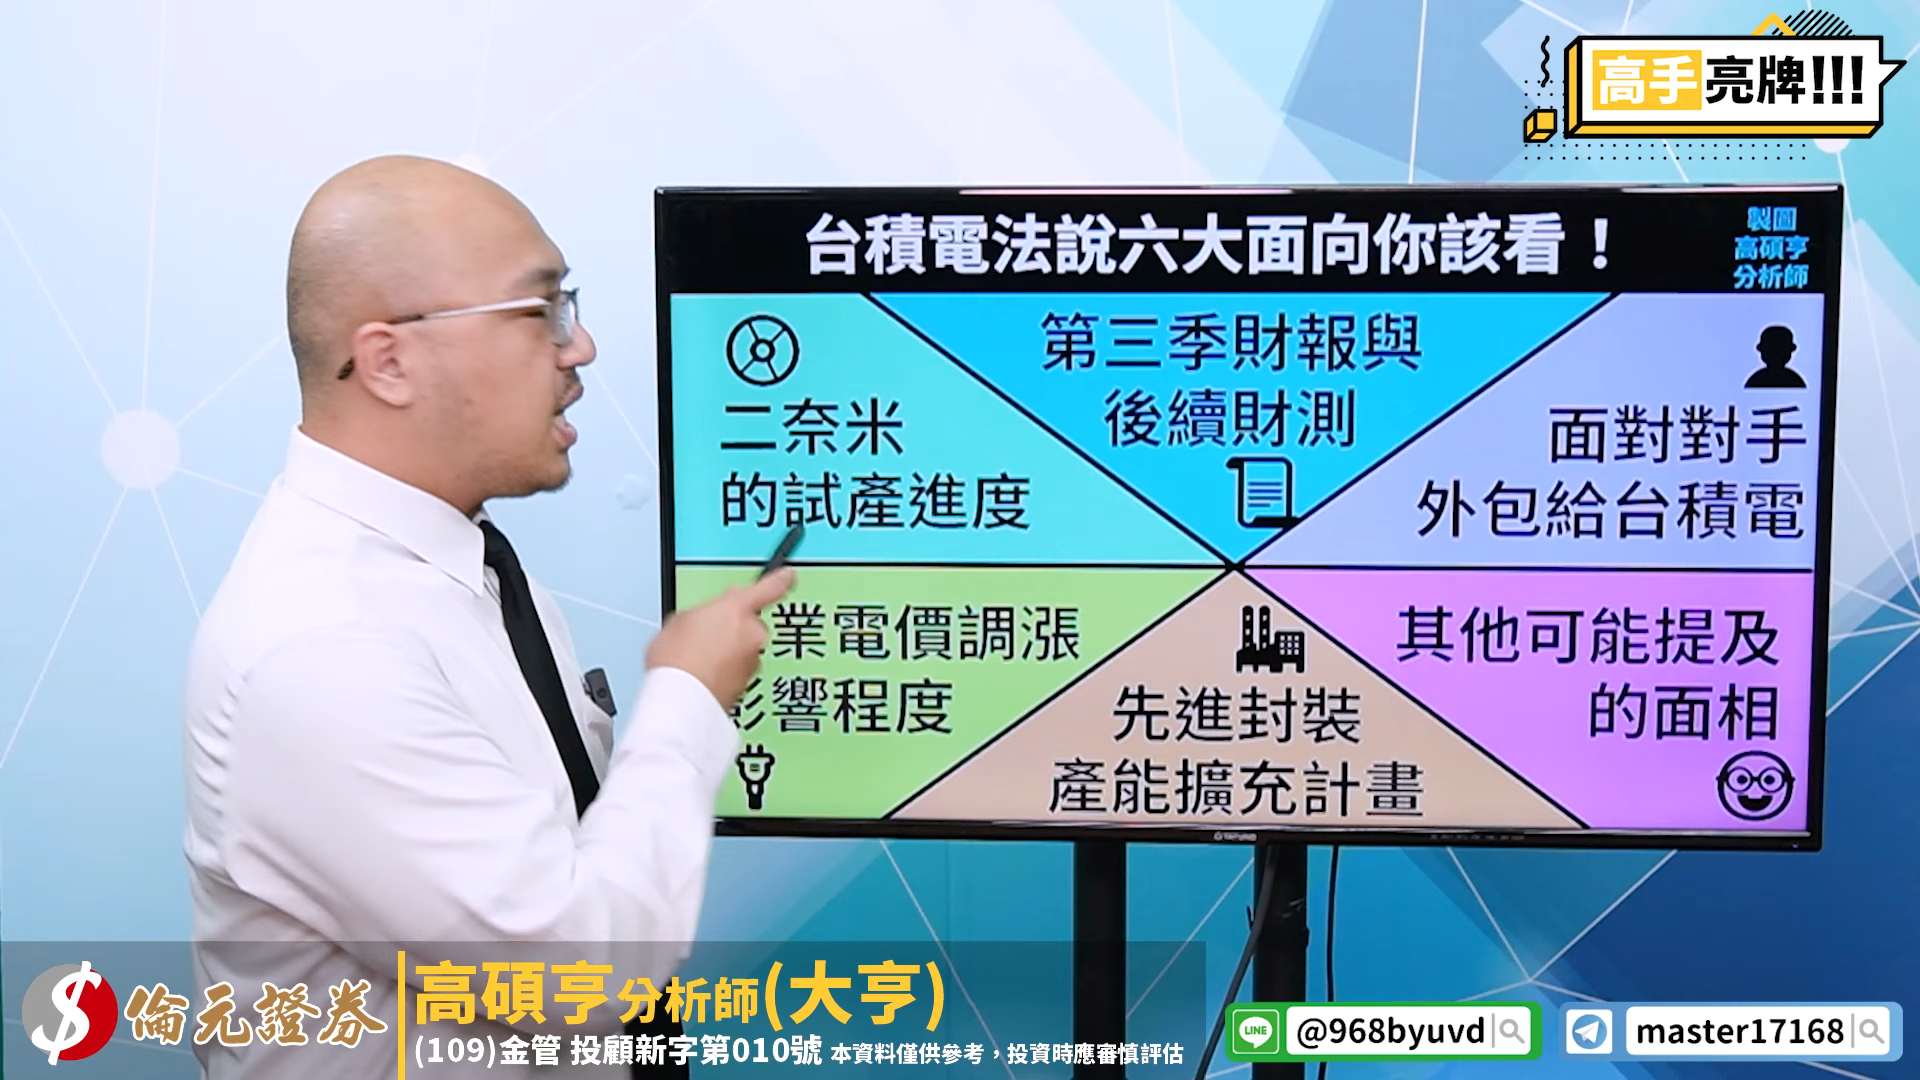 高手亮牌!!!
台積電法說六大面向你該看！
製圖
高碩亨
分析師
二奈米
的試產進度
第三季財報與
後續財測
面對對手
外包給台積電
業電價調漲
影響程度
先進封裝
產能擴充計畫
其他可能提及
的面相
TATUNG
倫元證券
高碩亨分析師(大亨)
(109)金管 投顧新字第010號 本資料僅供參考，投資時應審慎評估
LINE
@968byuvd
master17168